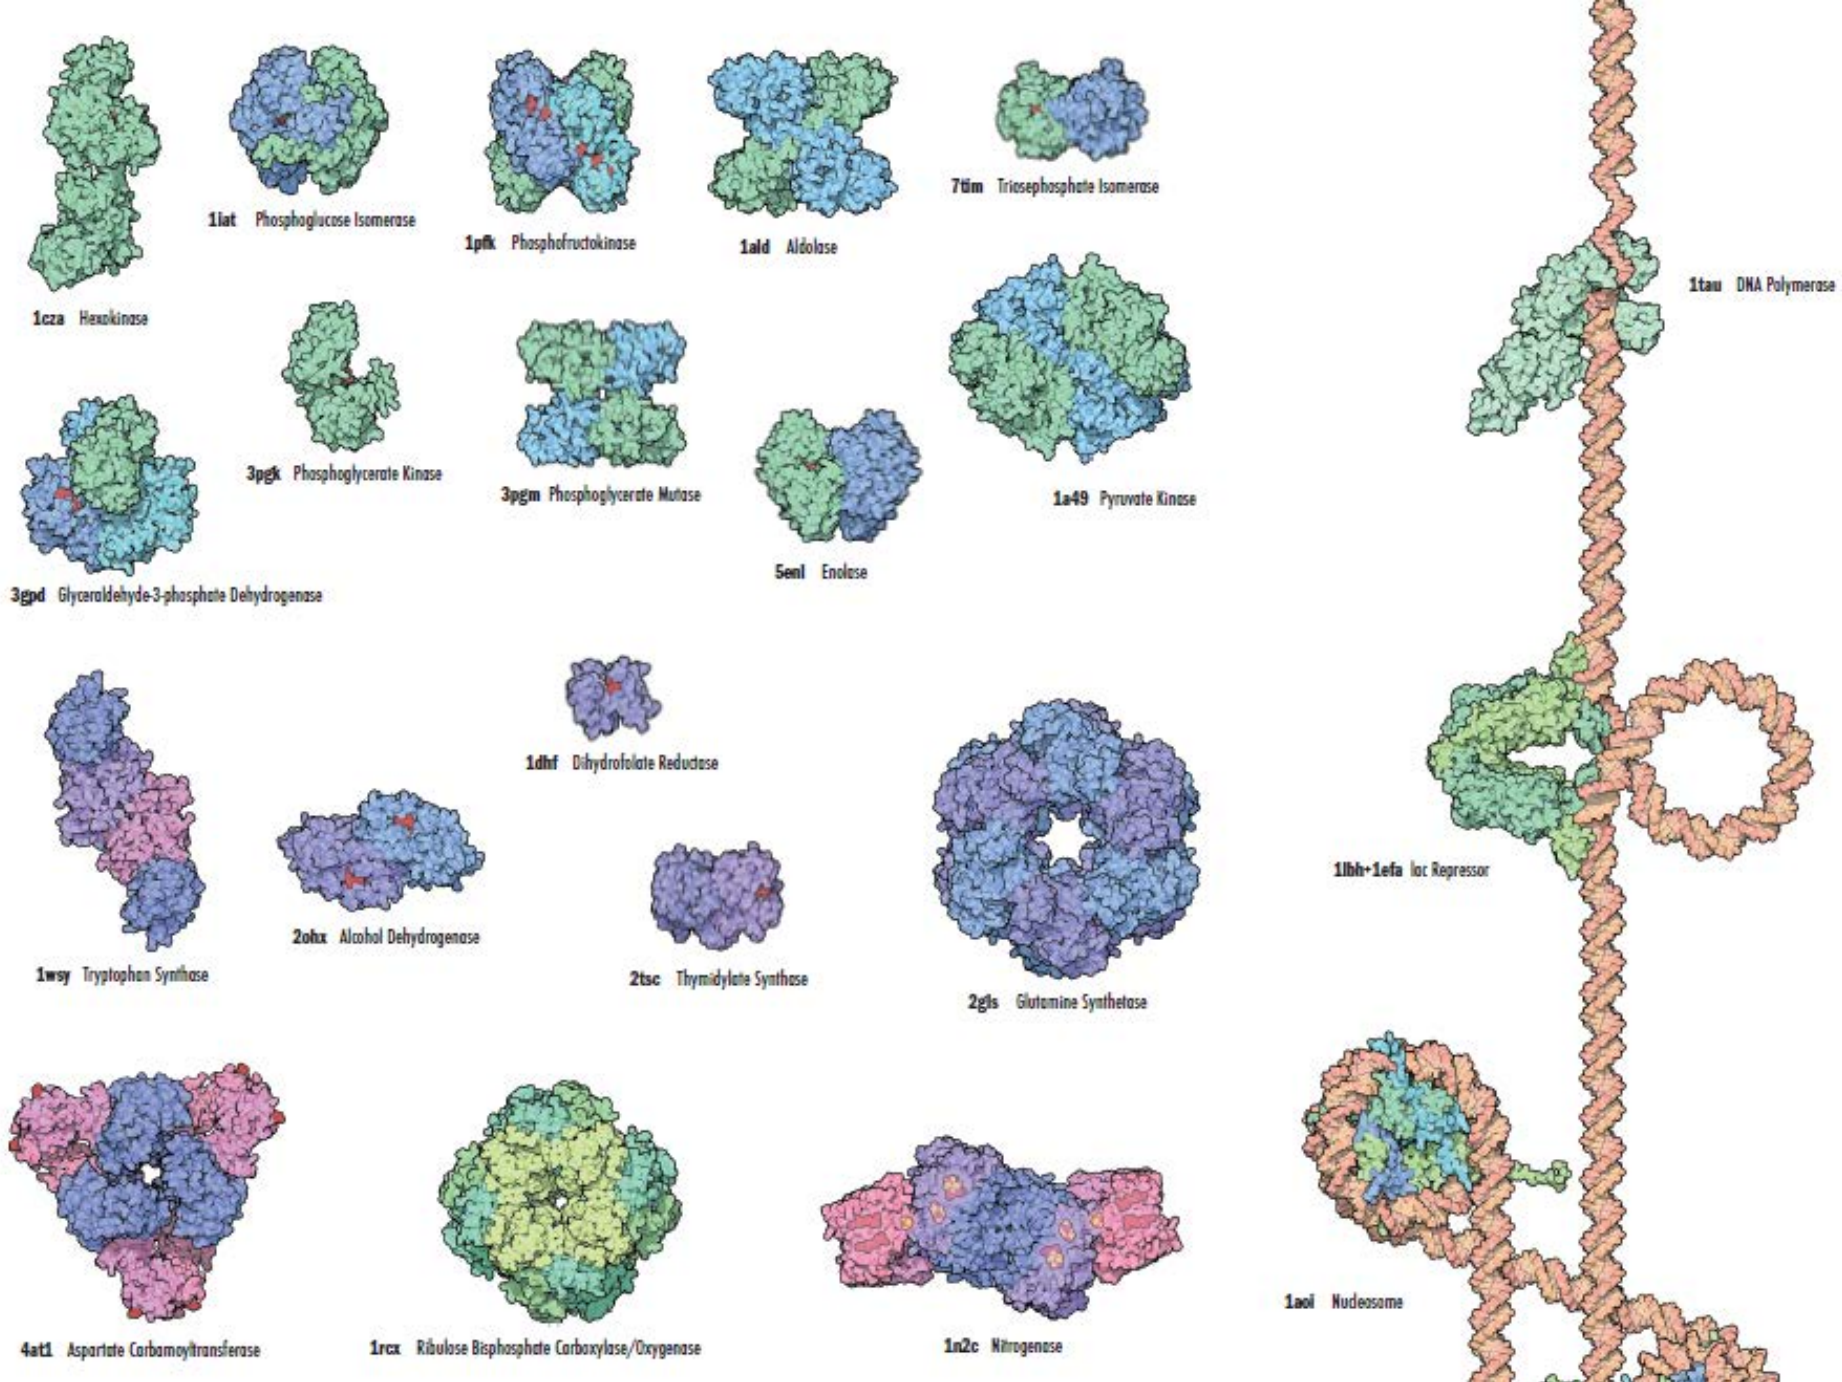 1cza Hexokinase
1iat Phosphoglucose Isomerase
1pfk Phosphofructokinase
1ald Aldolase
7tim Triosephosphate Isomerase
1tau DNA Polymerase
3gpd Glyceraldehyde-3-phosphate Dehydrogenase
3pgk Phosphoglycerate Kinase
3pgm Phosphoglycerate Mutase
5enl Enolase
1a49 Pyruvate Kinase
1wsy Tryptophan Synthase
2ohx Alcohol Dehydrogenase
1dhf Dihydrofolate Reductase
2tsc Thymidylate Synthase
2gls Glutamine Synthetase
1lbh+1efa lac Repressor
4at1 Aspartate Carbamoyltransferase
1rcx Ribulose Bisphosphate Carboxylase/Oxygenase
1n2c Nitrogenase
1aoi Nucleosome